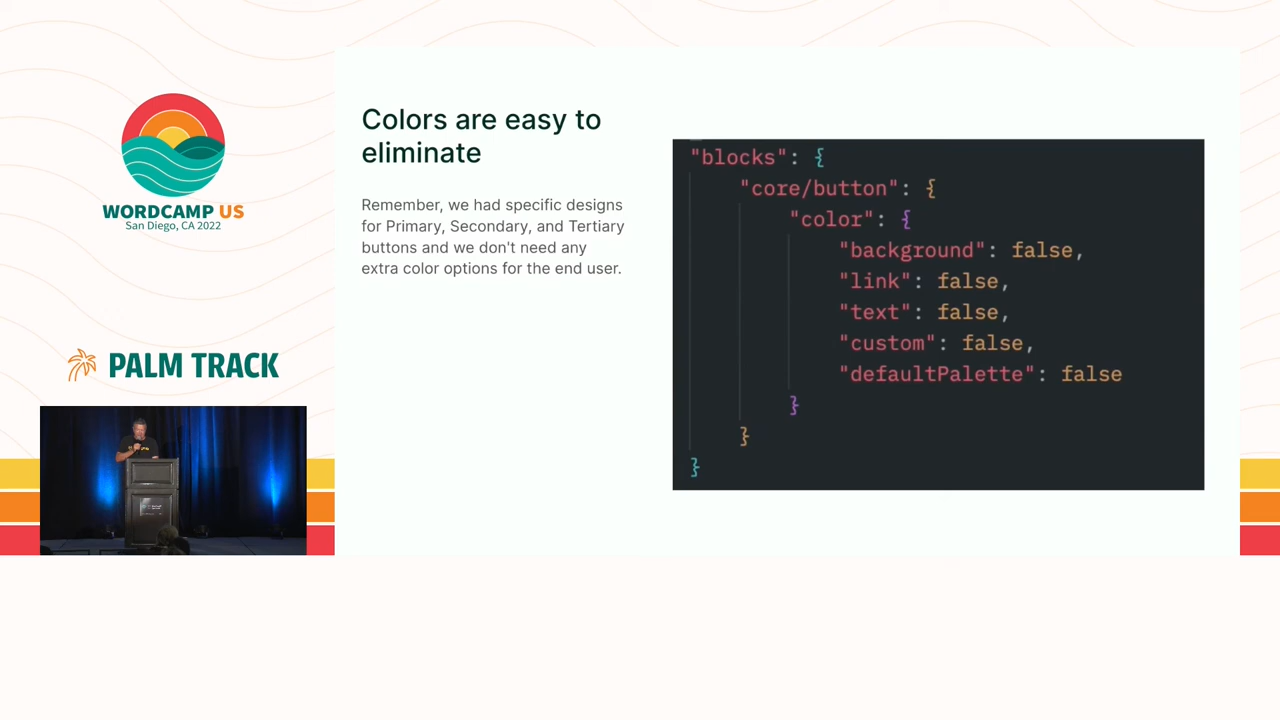 WORDCAMP US
San Diego, CA 2022
PALM TRACK
Colors are easy to
eliminate
Remember, we had specific designs
for Primary, Secondary, and Tertiary
buttons and we don't need any
extra color options for the end user.
"blocks": {
"core/button": {
"color": {
"background": false,
"link": false,
"text": false,
"custom": false,
"defaultPalette": false
}
}
}